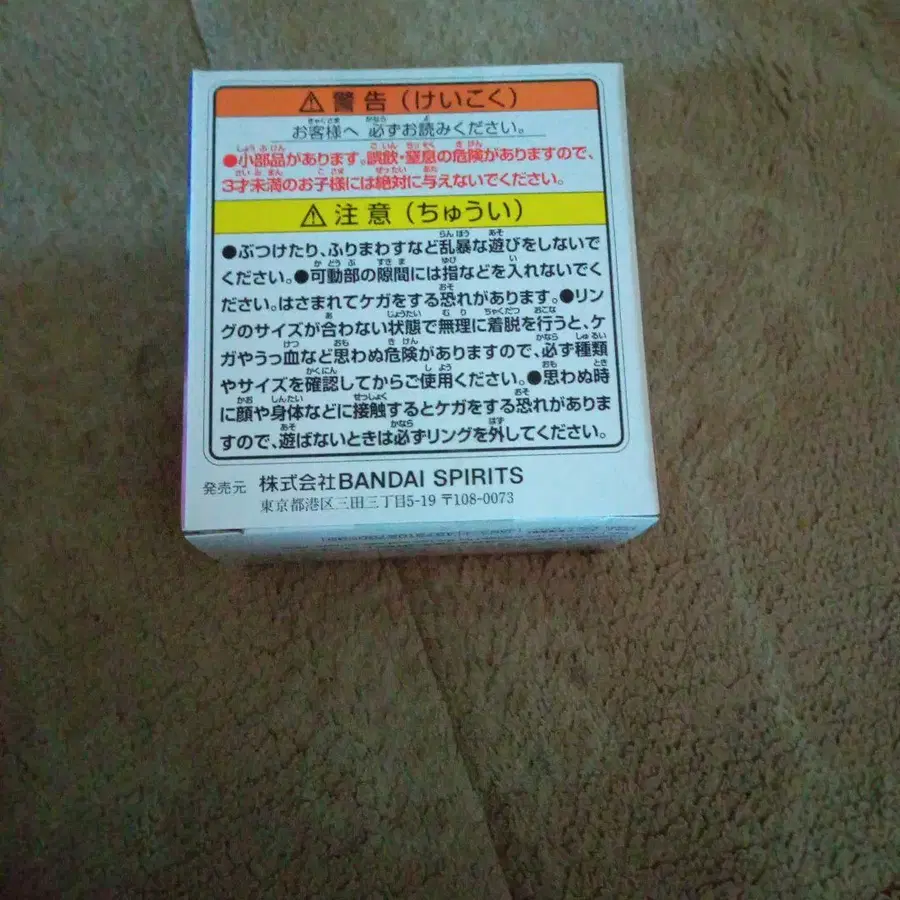 ⚠ 警告（けいこく）
お客様へ 必ずお読みください。
●小部品があります。誤飲・窒息の危険がありますので、
3才未満のお子様には絶対に与えないでください。
⚠ 注意（ちゅうい）
●ぶつけたり、ふりまわすなど乱暴な遊びをしないで
ください。●可動部の隙間には指などを入れないでく
ださい。はさまれてケガをする恐れがあります。●リン
グのサイズが合わない状態で無理に着脱を行うと、ケ
ガやうっ血など思わぬ危険がありますので、必ず種類
やサイズを確認してからご使用ください。●思わぬ時
に顔や身体などに接触するとケガをする恐れがありま
すので、遊ばないときは必ずリングを外してください。
発売元 株式会社BANDAI SPIRITS
東京都港区三田三丁目5-19 〒108-0073